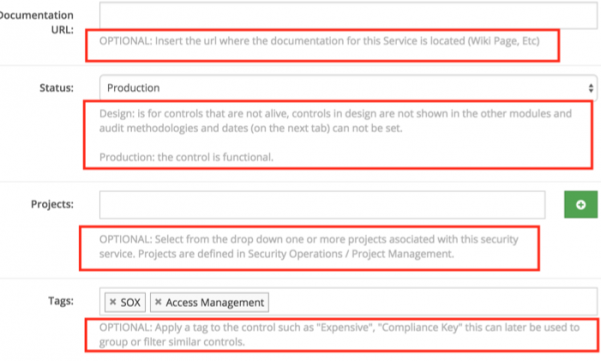 Documentation
URL:
OPTIONAL: Insert the url where the documentation for this Service is located (Wiki Page, Etc)
Status:
Production
Design: is for controls that are not alive, controls in design are not shown in the other modules and
audit methodologies and dates (on the next tab) can not be set.
Production: the control is functional.
Projects:
OPTIONAL: Select from the drop down one or more projects asociated with this security
service. Projects are defined in Security Operations / Project Management.
Tags:
× SOX × Access Management
OPTIONAL: Apply a tag to the control such as "Expensive", "Compliance Key" this can later be used to
group or filter similar controls.